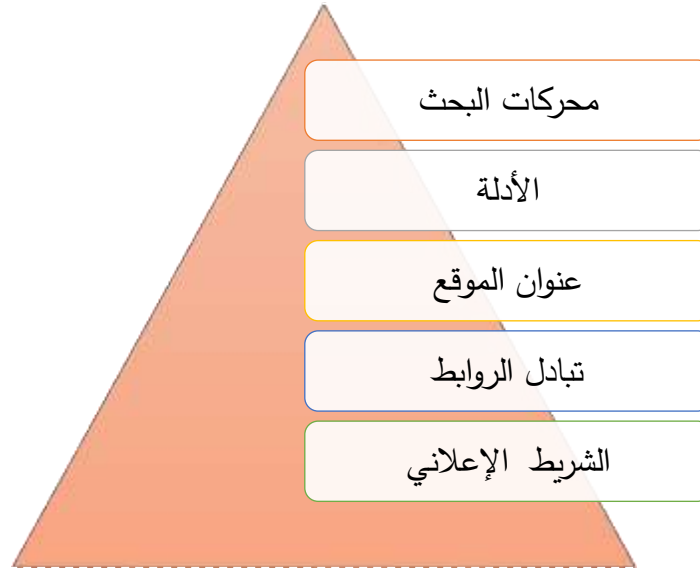 محركات البحث
الأدلة
عنوان الموقع
تبادل الروابط
الشريط الإعلاني